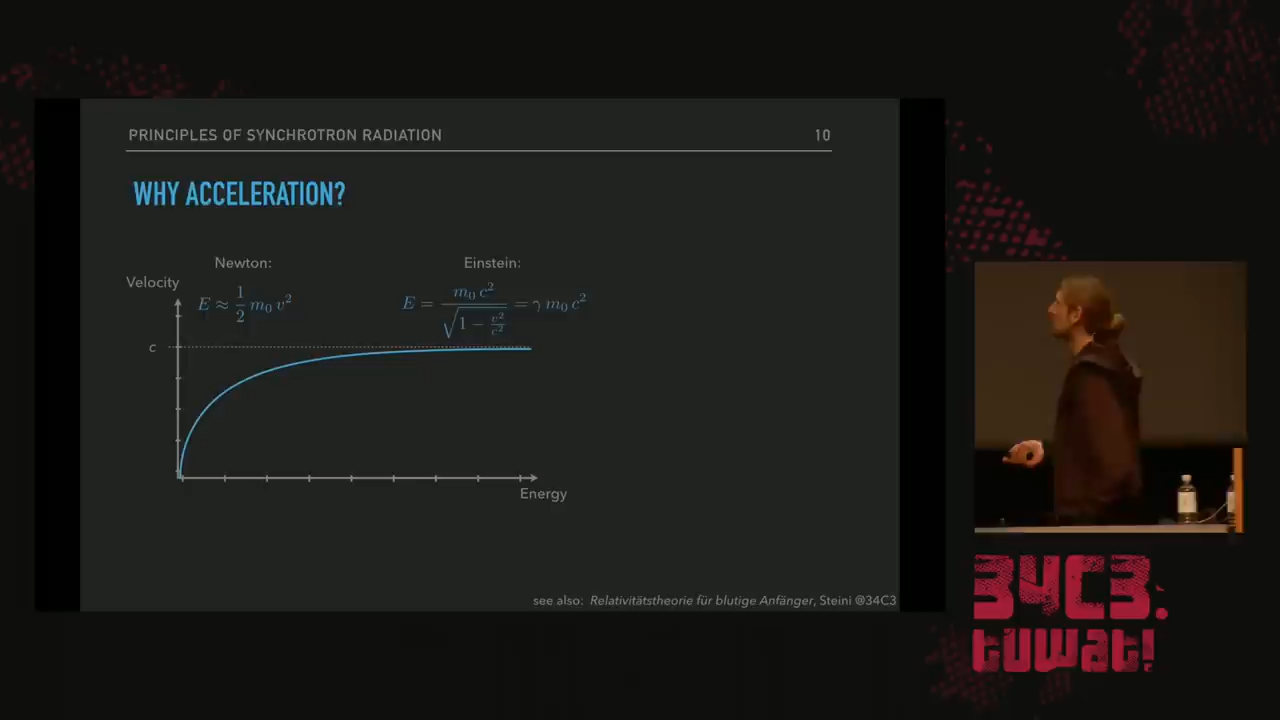 PRINCIPLES OF SYNCHROTRON RADIATION 10
WHY ACCELERATION?
Newton: Einstein:
Velocity
E ≈ 1/2 m₀ v²
E = m₀ c² / √(1 − v²/c²) = γ m₀ c²
c
Energy
see also: Relativitätstheorie für blutige Anfänger, Steini @34C3
34C3.
tuwat!